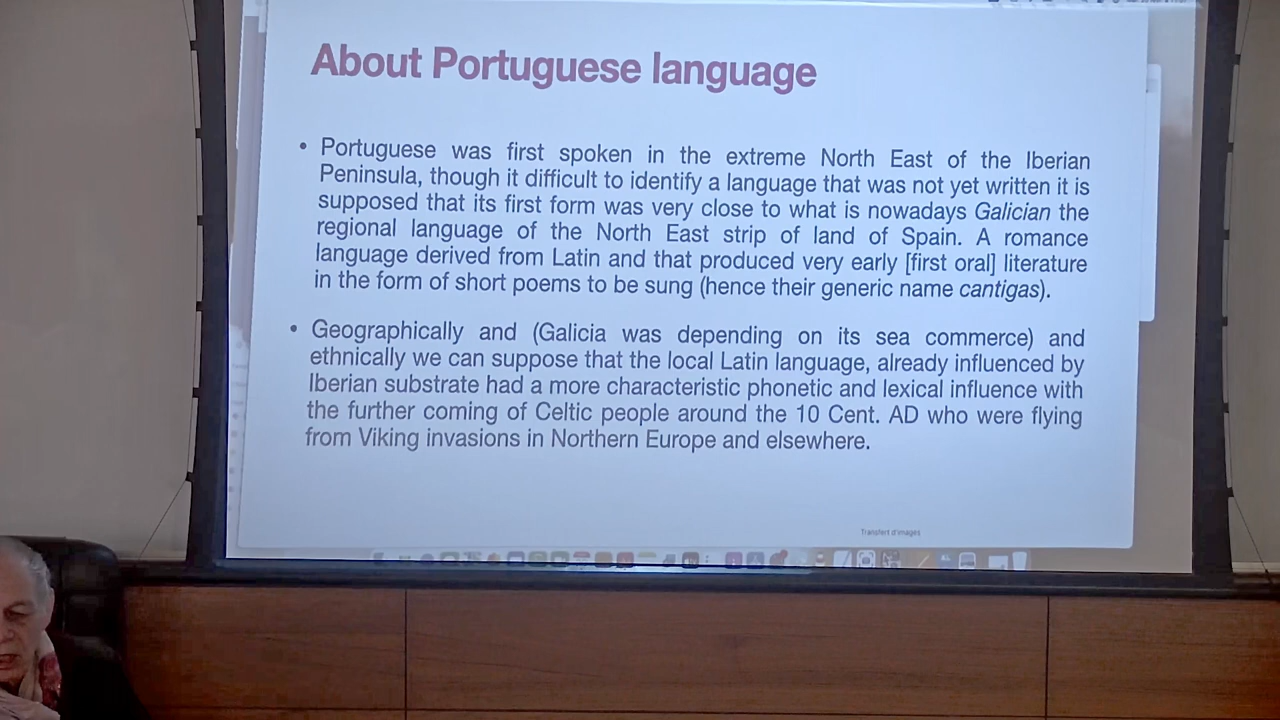 About Portuguese language
• Portuguese was first spoken in the extreme North East of the Iberian
Peninsula, though it difficult to identify a language that was not yet written it is
supposed that its first form was very close to what is nowadays Galician the
regional language of the North East strip of land of Spain. A romance
language derived from Latin and that produced very early [first oral] literature
in the form of short poems to be sung (hence their generic name cantigas).
• Geographically and (Galicia was depending on its sea commerce) and
ethnically we can suppose that the local Latin language, already influenced by
Iberian substrate had a more characteristic phonetic and lexical influence with
the further coming of Celtic people around the 10 Cent. AD who were flying
from Viking invasions in Northern Europe and elsewhere.
Transfert d'images